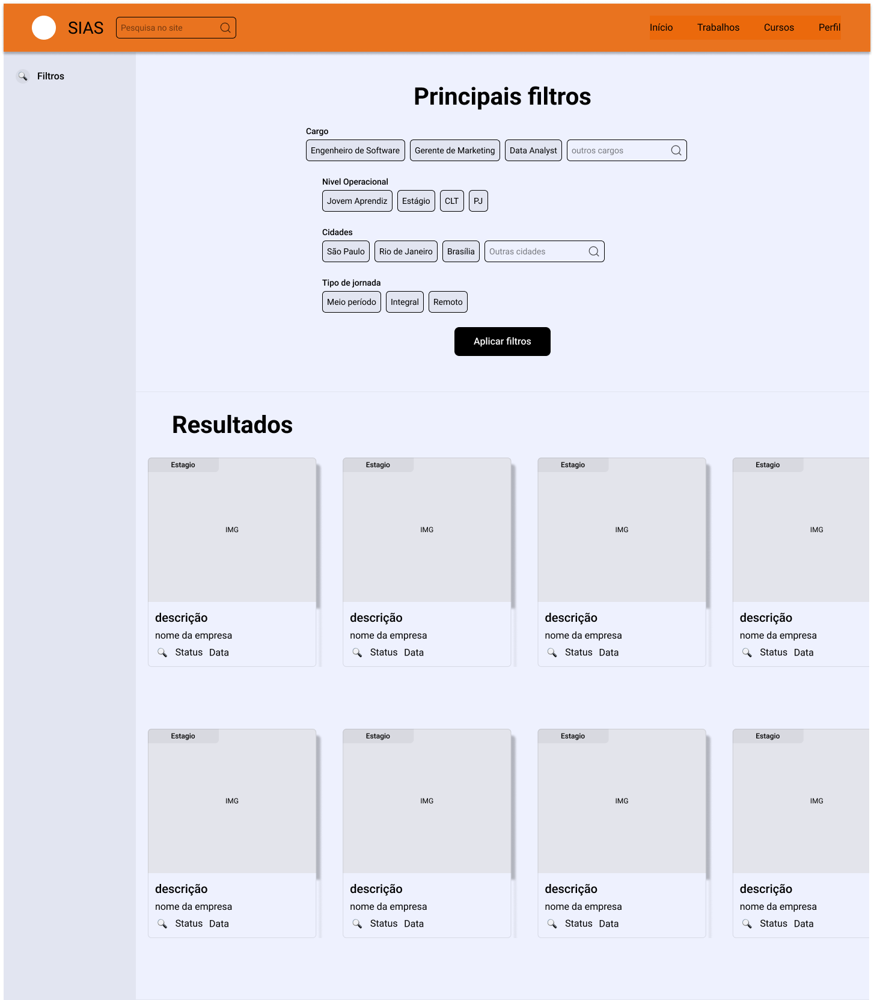 SIAS
Pesquisa no site
Início Trabalhos Cursos Perfil
Filtros
Principais filtros
Cargo
Engenheiro de Software Gerente de Marketing Data Analyst outros cargos
Nivel Operacional
Jovem Aprendiz Estágio CLT PJ
Cidades
São Paulo Rio de Janeiro Brasília Outras cidades
Tipo de jornada
Meio período Integral Remoto
Aplicar filtros
Resultados
Estagio Estagio Estagio Estagio
IMG IMG IMG IMG
descrição descrição descrição descrição
nome da empresa nome da empresa nome da empresa nome da empresa
Status Data Status Data Status Data Status Data
Estagio Estagio Estagio Estagio
IMG IMG IMG IMG
descrição descrição descrição descrição
nome da empresa nome da empresa nome da empresa nome da empresa
Status Data Status Data Status Data Status Data